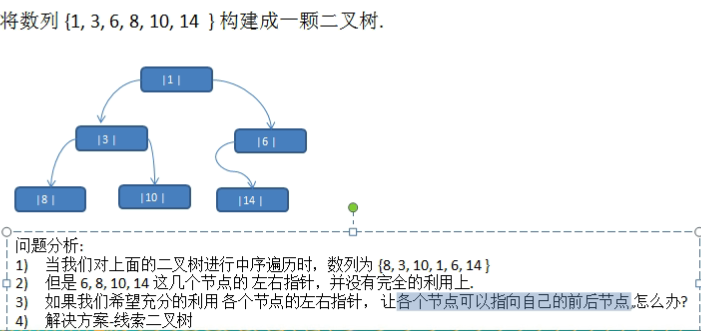 将数列 {1, 3, 6, 8, 10, 14 } 构建成一颗二叉树.
|1|
|3|
|6|
|8|
|10|
|14|
问题分析:
1) 当我们对上面的二叉树进行中序遍历时，数列为 {8, 3, 10, 1, 6, 14 }
2) 但是 6, 8, 10, 14 这几个节点的 左右指针，并没有完全的利用上.
3) 如果我们希望充分的利用 各个节点的左右指针， 让各个节点可以指向自己的前后节点,怎么办?
4) 解决方案-线索二叉树